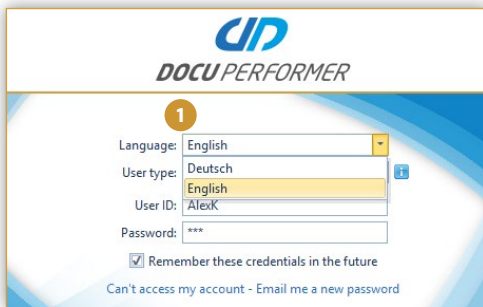 DOCU PERFORMER
1
Language: English
User type: Deutsch
English
User ID: AlexK
Password: ***
Remember these credentials in the future
Can't access my account - Email me a new password